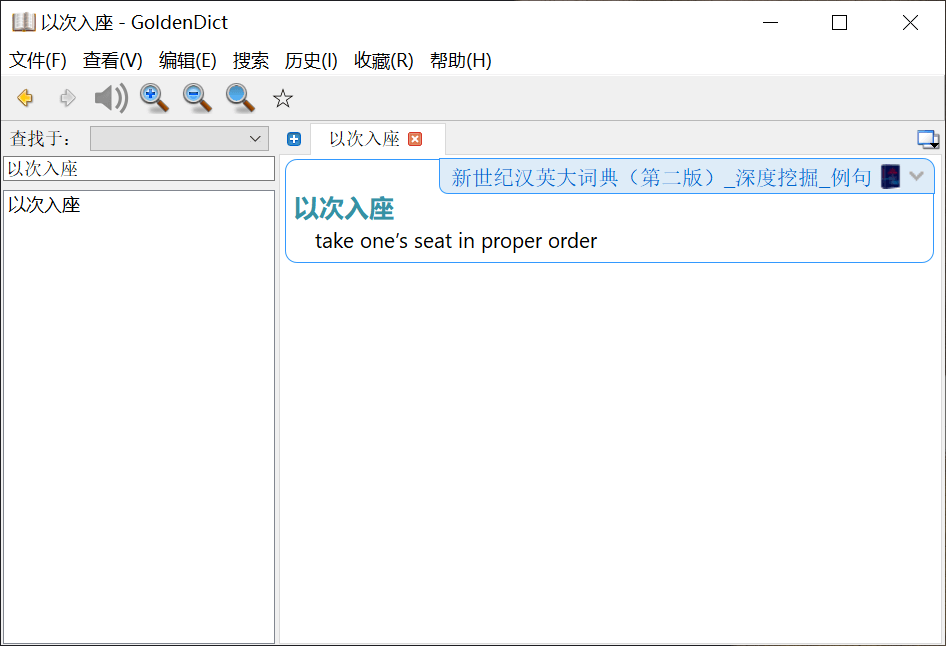 以次入座 - GoldenDict
文件(F) 查看(V) 编辑(E) 搜索 历史(I) 收藏(R) 帮助(H)
查找于:
以次入座
以次入座
以次入座
新世纪汉英大词典（第二版）_深度挖掘_例句
以次入座
take one’s seat in proper order